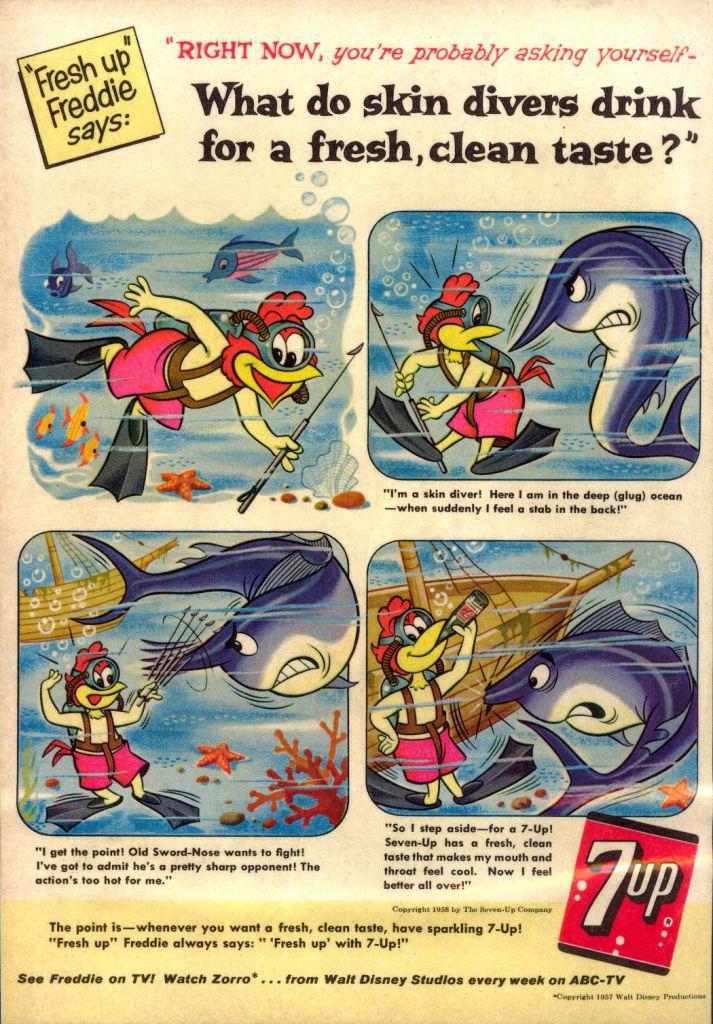 "Fresh up"
Freddie
says:
"RIGHT NOW, you're probably asking yourself-
What do skin divers drink
for a fresh, clean taste?"
"I'm a skin diver! Here I am in the deep (glug) ocean
—when suddenly I feel a stab in the back!"
"I get the point! Old Sword-Nose wants to fight!
I've got to admit he's a pretty sharp opponent! The
action's too hot for me."
"So I step aside—for a 7-Up!
Seven-Up has a fresh, clean
taste that makes my mouth and
throat feel cool. Now I feel
better all over!"
7up®
Copyright 1958 by The Seven-Up Company
The point is—whenever you want a fresh, clean taste, have sparkling 7-Up!
"Fresh up" Freddie always says: " 'Fresh up' with 7-Up!"
See Freddie on TV! Watch Zorro* . . . from Walt Disney Studios every week on ABC-TV
*Copyright 1957 Walt Disney Productions